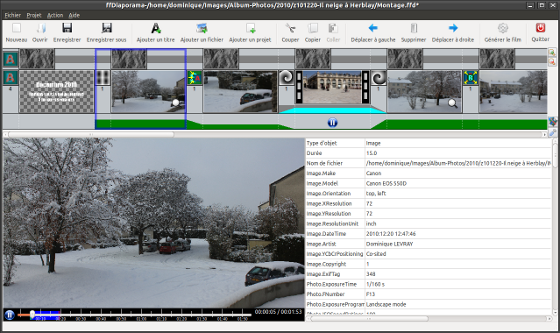 ffDiaporama-/home/dominique/Images/Album-Photos/2010/z101220-Il neige à Herblay/Montage.ffd*
Fichier Projet Action Aide
Nouveau Ouvrir Enregistrer Enregistrer sous Ajouter un titre Ajouter un fichier Ajouter un projet Couper Copier Coller Déplacer à gauche Supprimer Déplacer à droite Générer le film Quitter
Décembre 2010
1 1 1 1 1
00:00:05 / 00:01:53
Type d'objet Image
Durée 15.0
Nom de fichier /home/dominique/Images/Album-Photos/2010/z101220-Il neige à Herblay/I
Image.Make Canon
Image.Model Canon EOS 550D
Image.Orientation top, left
Image.XResolution 72
Image.YResolution 72
Image.ResolutionUnit inch
Image.DateTime 2010:12:20 12:47:46
Image.Artist Dominique LEVRAY
Image.YCbCrPositioning Co-sited
Image.Copyright 1
Image.ExifTag 348
Photo.ExposureTime 1/160 s
Photo.FNumber F13
Photo.ExposureProgram Landscape mode